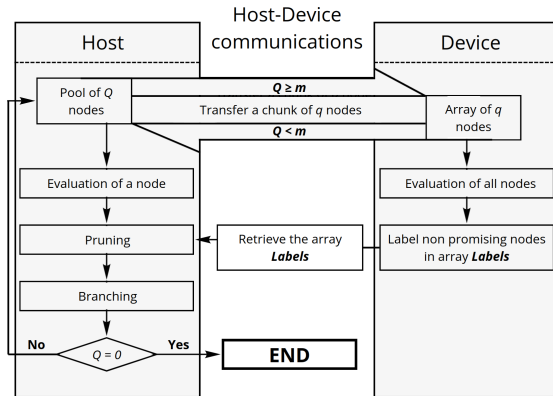 Host
Host-Device
communications
Device
Pool of Q
nodes
Q ≥ m
Transfer a chunk of q nodes
Q < m
Array of q
nodes
Evaluation of a node
Evaluation of all nodes
Pruning
Retrieve the array
Labels
Label non promising nodes
in array Labels
Branching
No
Q = 0
Yes
END